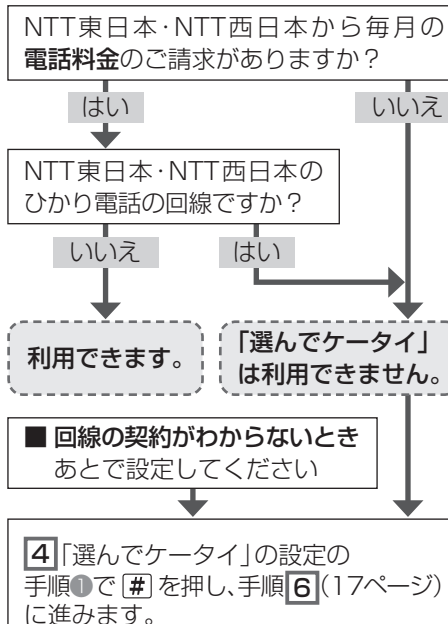 NTT東日本・NTT西日本から毎月の
電話料金のご請求がありますか？
はい
いいえ
NTT東日本・NTT西日本の
ひかり電話の回線ですか？
いいえ
はい
利用できます。
「選んでケータイ」
は利用できません。
■ 回線の契約がわからないとき
あとで設定してください
4「選んでケータイ」の設定の
手順❶で # を押し、手順6(17ページ)
に進みます。